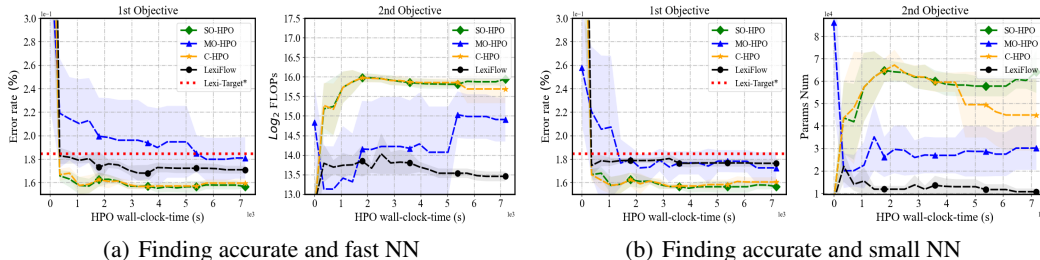 1st Objective
1e-1
3.0
2.8
2.6
2.4
2.2
2.0
1.8
1.6
Error rate (%)
0 1 2 3 4 5 6 7
HPO wall-clock-time (s)
1e3
SO-HPO
MO-HPO
C-HPO
LexiFlow
Lexi-Target*
2nd Objective
18.0
17.5
17.0
16.5
16.0
15.5
15.0
14.5
14.0
13.5
13.0
Log2 FLOPs
0 1 2 3 4 5 6 7
HPO wall-clock-time (s)
1e3
SO-HPO
MO-HPO
C-HPO
LexiFlow
(a) Finding accurate and fast NN
1st Objective
1e-1
3.0
2.8
2.6
2.4
2.2
2.0
1.8
1.6
Error rate (%)
0 1 2 3 4 5 6 7
HPO wall-clock-time (s)
1e3
SO-HPO
MO-HPO
C-HPO
LexiFlow
Lexi-Target*
2nd Objective
1e4
8
7
6
5
4
3
2
1
Params Num
0 1 2 3 4 5 6 7
HPO wall-clock-time (s)
1e3
SO-HPO
MO-HPO
C-HPO
LexiFlow
(b) Finding accurate and small NN